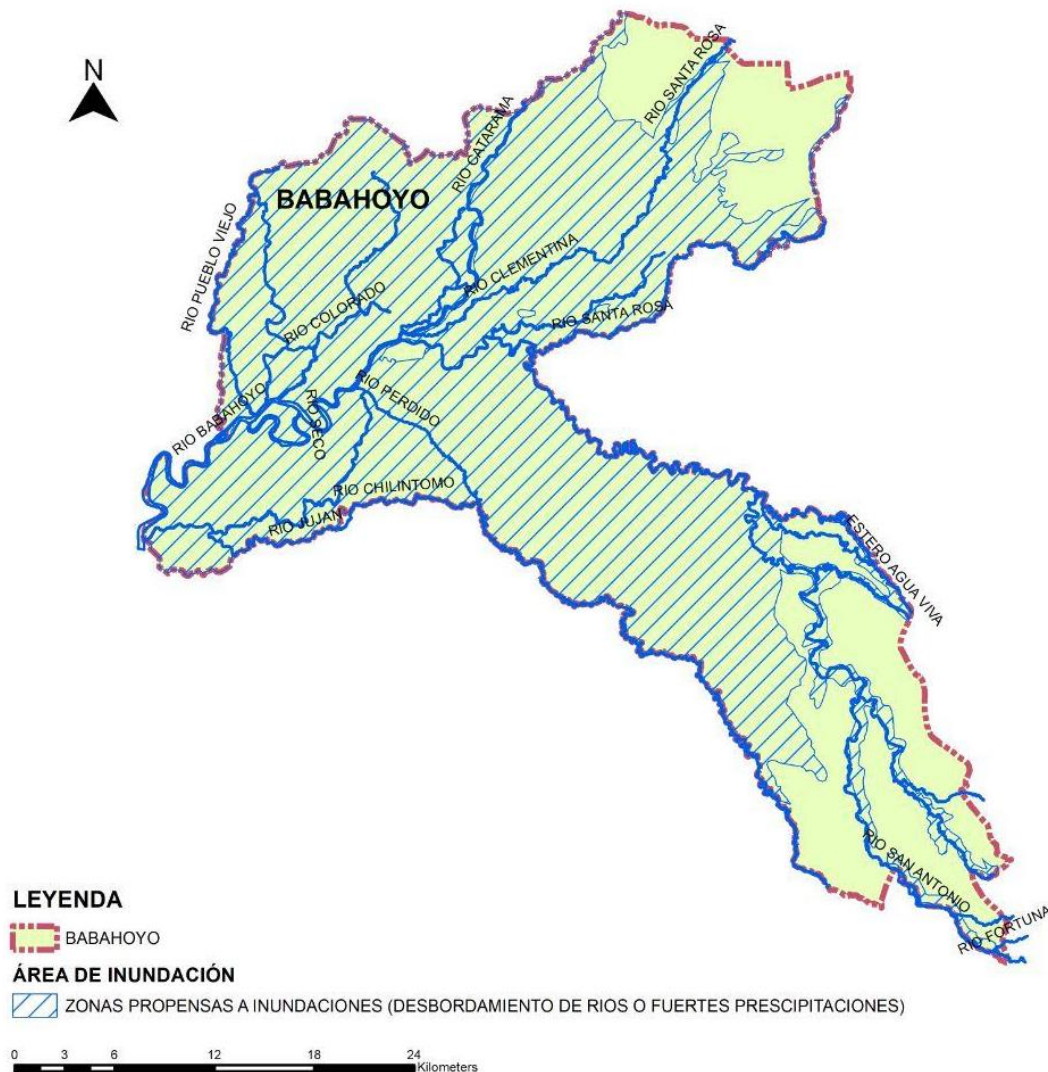 N
RIO SANTA ROSA
RIO CATARAMA
BABAHOYO
RIO PUEBLO VIEJO
RIO CLEMENTINA
RIO COLORADO
RIO SANTA ROSA
RIO PERDIDO
RIO BABAHOYO
RIO SECO
RIO CHILINTOMO
RIO JUJAN
ESTERO AGUA VIVA
RIO SAN ANTONIO
RIO FORTUNA
LEYENDA
BABAHOYO
ÁREA DE INUNDACIÓN
ZONAS PROPENSAS A INUNDACIONES (DESBORDAMIENTO DE RIOS O FUERTES PRESCIPITACIONES)
0 3 6 12 18 24
Kilometers